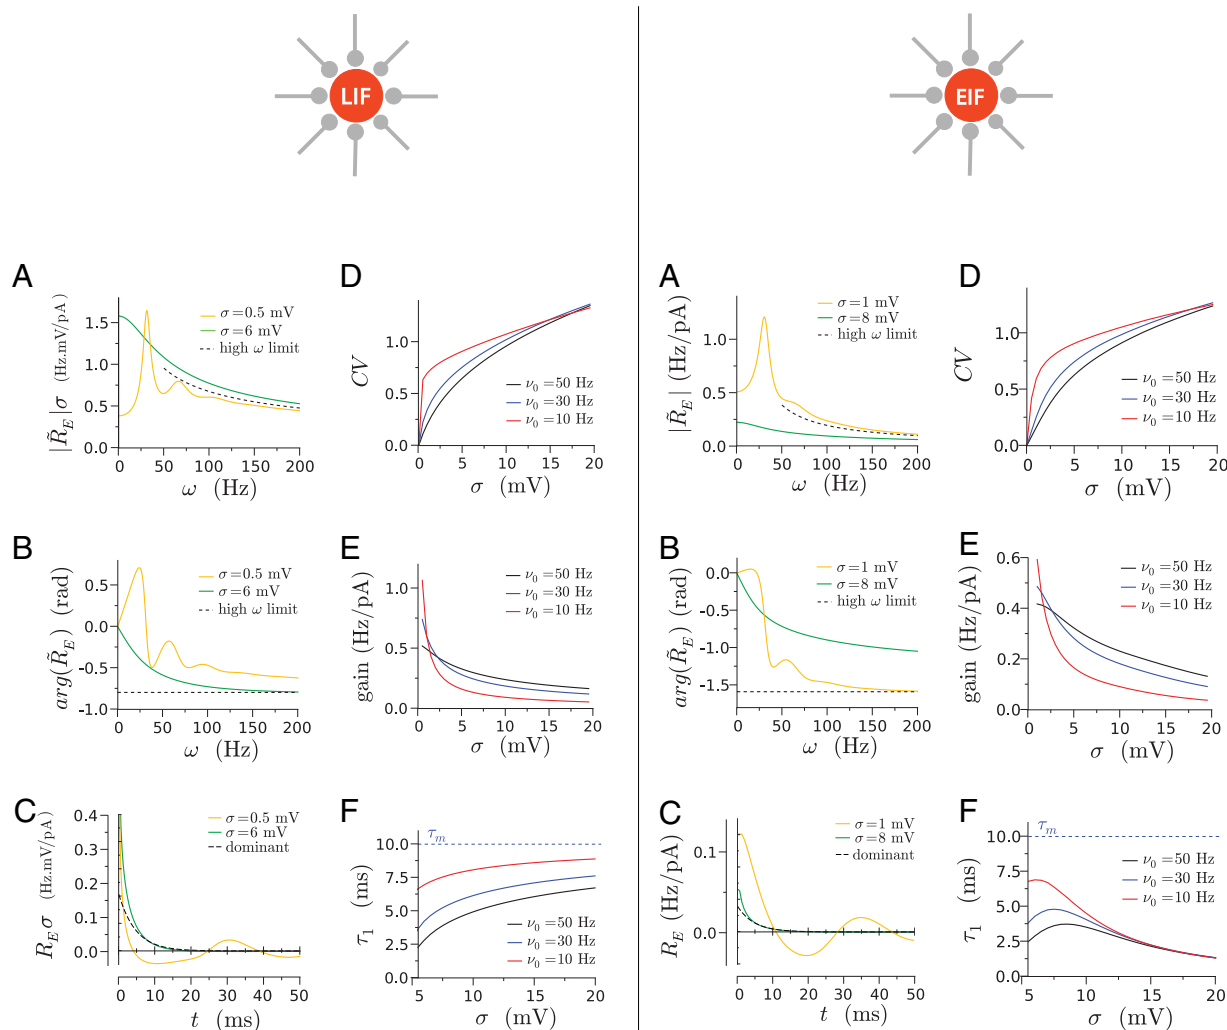 LIF
A
|R̃_E|σ (Hz.mV/pA)
1.5
1.0
0.5
0.0
σ=0.5 mV
σ=6 mV
high ω limit
0 50 100 150 200
ω (Hz)
D
CV
1.0
0.5
0.0
ν₀=50 Hz
ν₀=30 Hz
ν₀=10 Hz
0 5 10 15 20
σ (mV)
B
arg(R̃_E) (rad)
0.5
0.0
-0.5
-1.0
σ=0.5 mV
σ=6 mV
high ω limit
0 50 100 150 200
ω (Hz)
E
gain (Hz/pA)
1.0
0.5
0.0
ν₀=50 Hz
ν₀=30 Hz
ν₀=10 Hz
0 5 10 15 20
σ (mV)
C
R_E σ (Hz.mV/pA)
0.4
0.3
0.2
0.1
0.0
σ=0.5 mV
σ=6 mV
dominant
0 10 20 30 40 50
t (ms)
F
τ₁ (ms)
10.0
7.5
5.0
2.5
0.0
τ_m
ν₀=50 Hz
ν₀=30 Hz
ν₀=10 Hz
5 10 15 20
σ (mV)
EIF
A
|R̃_E| (Hz/pA)
1.0
0.5
0.0
σ=1 mV
σ=8 mV
high ω limit
0 50 100 150 200
ω (Hz)
D
CV
1.0
0.5
0.0
ν₀=50 Hz
ν₀=30 Hz
ν₀=10 Hz
0 5 10 15 20
σ (mV)
B
arg(R̃_E) (rad)
0.0
-0.5
-1.0
-1.5
σ=1 mV
σ=8 mV
high ω limit
0 50 100 150 200
ω (Hz)
E
gain (Hz/pA)
0.6
0.4
0.2
0.0
ν₀=50 Hz
ν₀=30 Hz
ν₀=10 Hz
0 5 10 15 20
σ (mV)
C
R_E (Hz/pA)
0.1
0.0
σ=1 mV
σ=8 mV
dominant
0 10 20 30 40 50
t (ms)
F
τ₁ (ms)
10.0
7.5
5.0
2.5
0.0
τ_m
ν₀=50 Hz
ν₀=30 Hz
ν₀=10 Hz
5 10 15 20
σ (mV)